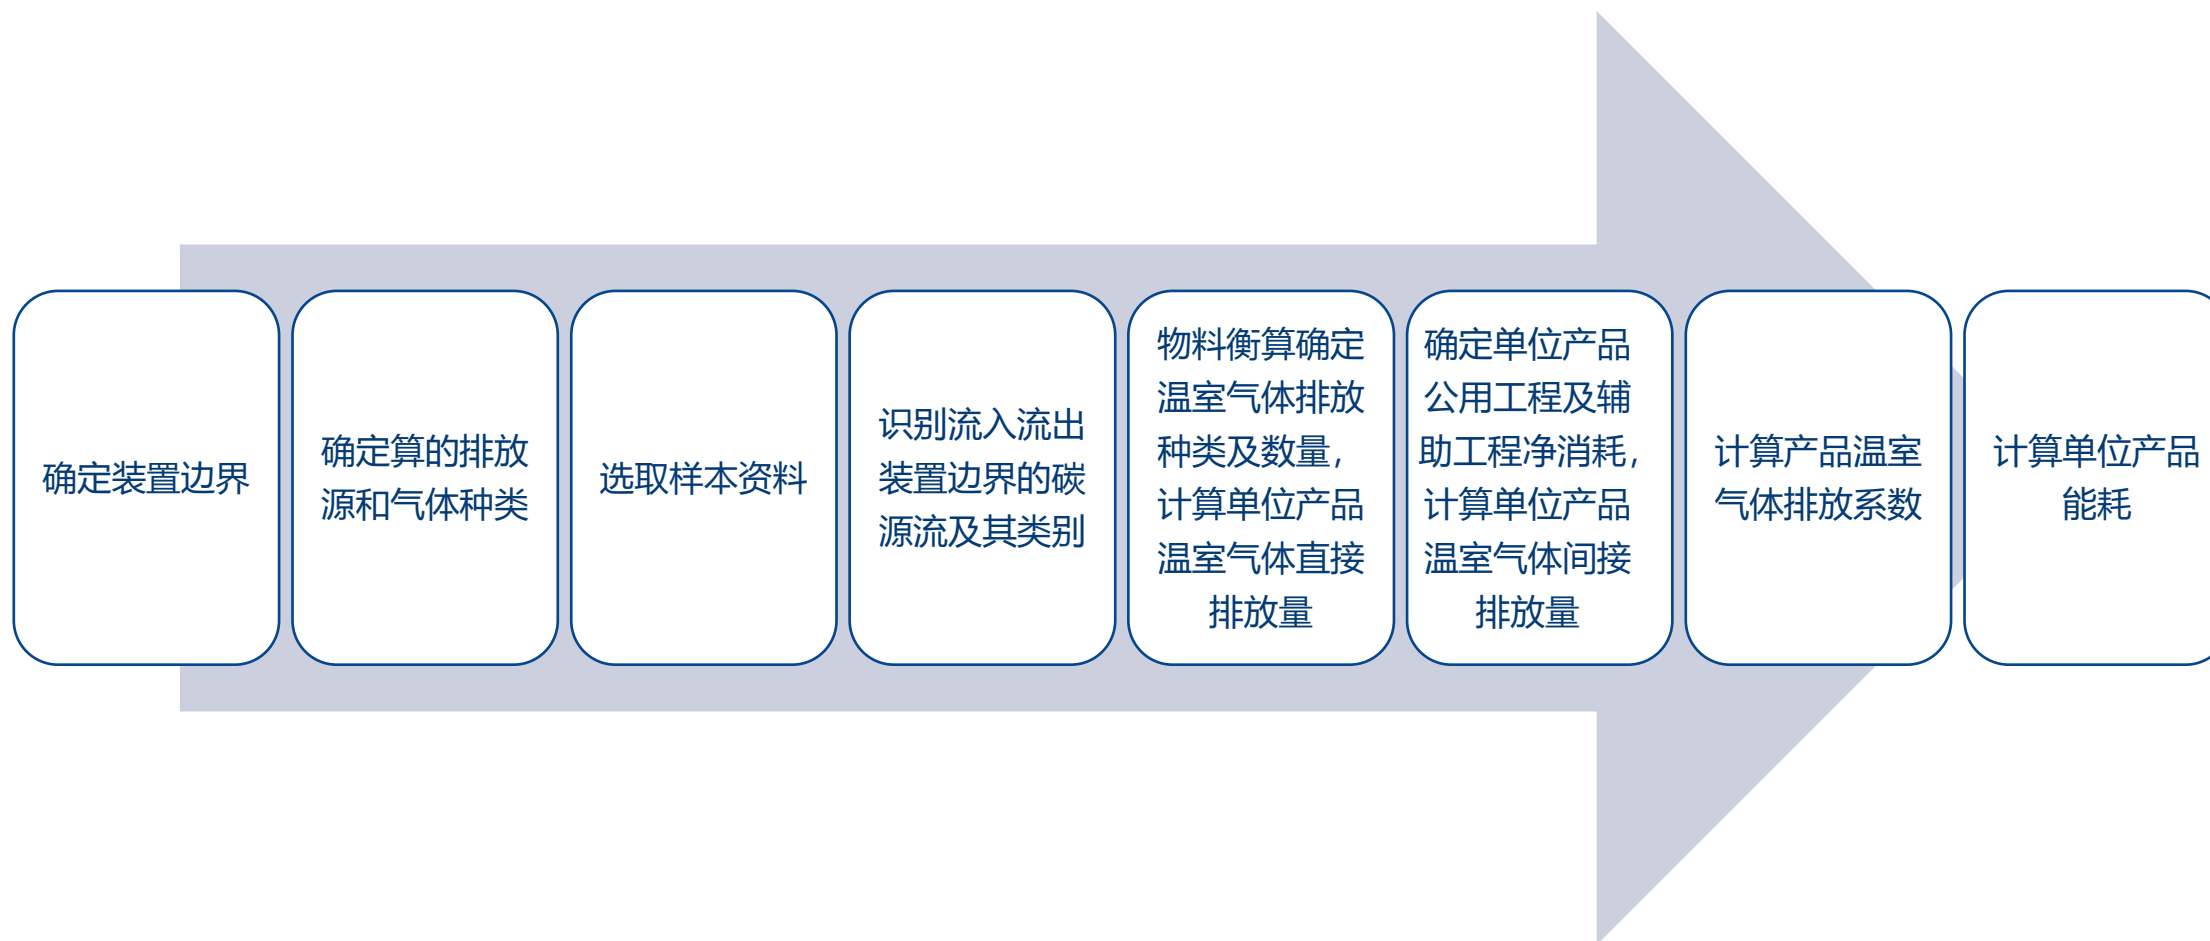 确定装置边界
确定算的排放
源和气体种类
选取样本资料
识别流入流出
装置边界的碳
源流及其类别
物料衡算确定
温室气体排放
种类及数量，
计算单位产品
温室气体直接
排放量
确定单位产品
公用工程及辅
助工程净消耗，
计算单位产品
温室气体间接
排放量
计算产品温室
气体排放系数
计算单位产品
能耗